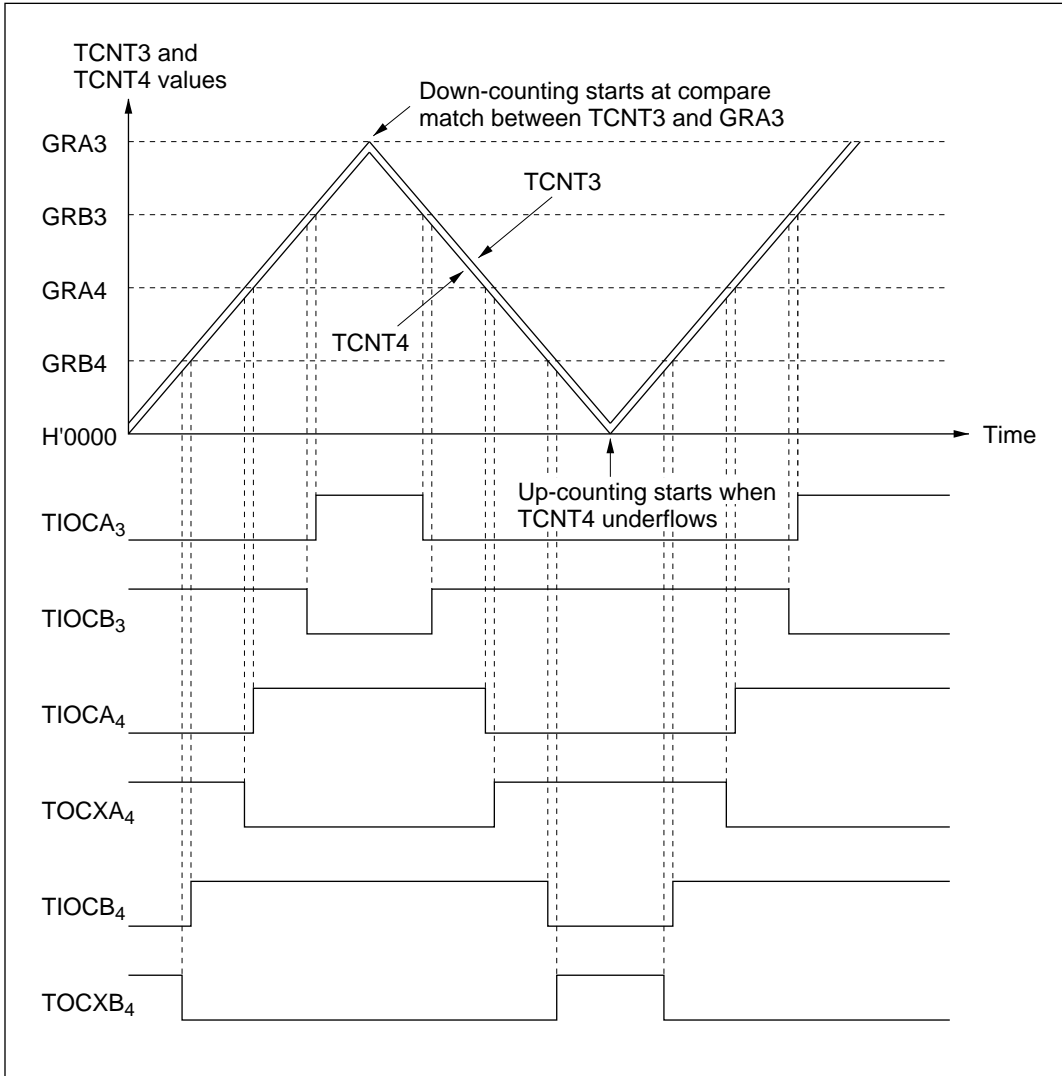 TCNT3 and
TCNT4 values
Down-counting starts at compare
match between TCNT3 and GRA3
GRA3
TCNT3
GRB3
GRA4
TCNT4
GRB4
H'0000
Time
Up-counting starts when
TCNT4 underflows
TIOCA3
TIOCB3
TIOCA4
TOCXA4
TIOCB4
TOCXB4